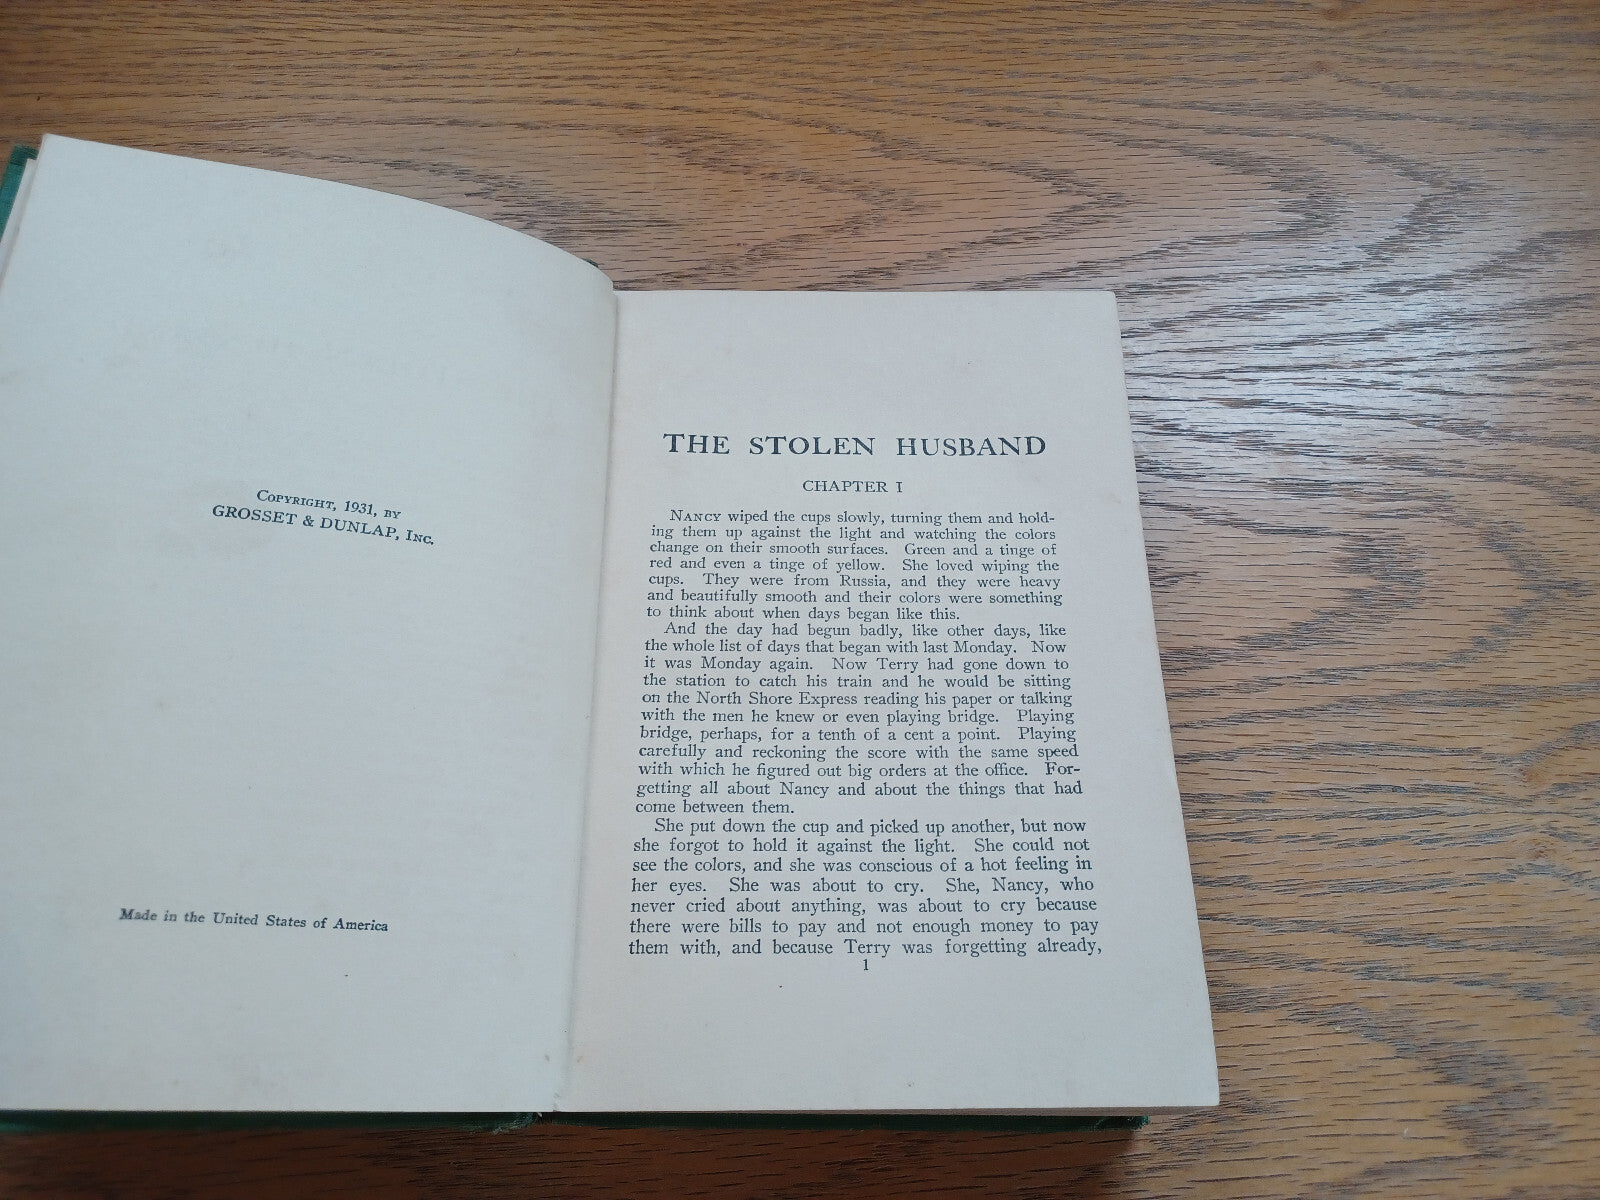 COPYRIGHT, 1931, BY
GROSSET & DUNLAP, INC.
Made in the United States of America
THE STOLEN HUSBAND
CHAPTER I
NANCY wiped the cups slowly, turning them and hold-
ing them up against the light and watching the colors
change on their smooth surfaces. Green and a tinge of
red and even a tinge of yellow. She loved wiping the
cups. They were from Russia, and they were heavy
and beautifully smooth and their colors were something
to think about when days began like this.
And the day had begun badly, like other days, like
the whole list of days that began with last Monday. Now
it was Monday again. Now Terry had gone down to
the station to catch his train and he would be sitting
on the North Shore Express reading his paper or talking
with the men he knew or even playing bridge. Playing
bridge, perhaps, for a tenth of a cent a point. Playing
carefully and reckoning the score with the same speed
with which he figured out big orders at the office. For-
getting all about Nancy and about the things that had
come between them.
She put down the cup and picked up another, but now
she forgot to hold it against the light. She could not
see the colors, and she was conscious of a hot feeling in
her eyes. She was about to cry. She, Nancy, who
never cried about anything, was about to cry because
there were bills to pay and not enough money to pay
them with, and because Terry was forgetting already,
1